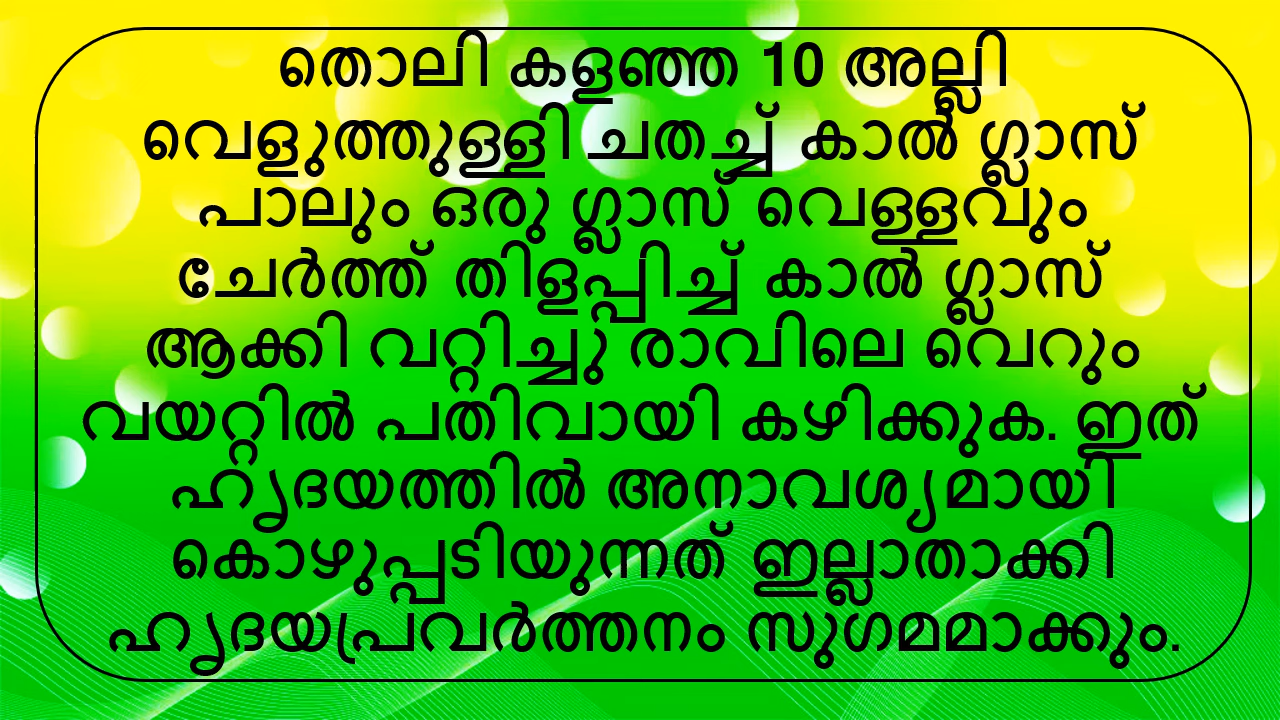 തൊലി കളഞ്ഞ 10 അല്ലി
വെളുത്തുള്ളി ചതച്ച് കാൽ ഗ്ലാസ്
പാലും ഒരു ഗ്ലാസ് വെള്ളവും
ചേർത്ത് തിളപ്പിച്ച് കാൽ ഗ്ലാസ്
ആക്കി വറ്റിച്ചു രാവിലെ വെറും
വയറ്റിൽ പതിവായി കഴിക്കുക. ഇത്
ഹൃദയത്തിൽ അനാവശ്യമായി
കൊഴുപ്പടിയുന്നത് ഇല്ലാതാക്കി
ഹൃദയപ്രവർത്തനം സുഗമമാക്കും.